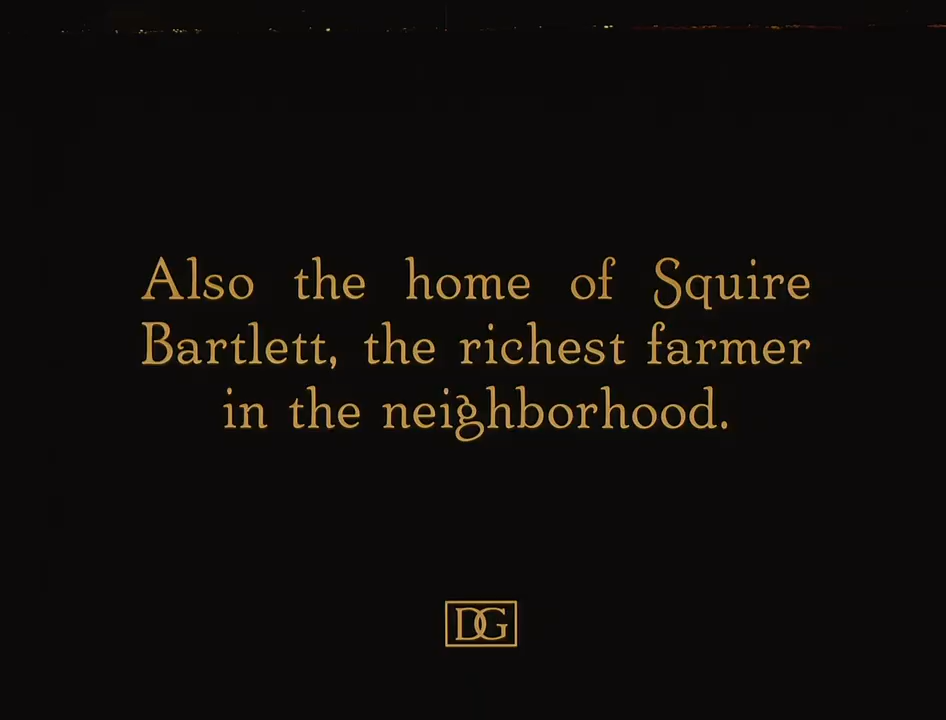 Also the home of Squire
Bartlett, the richest farmer
in the neighborhood.
DG